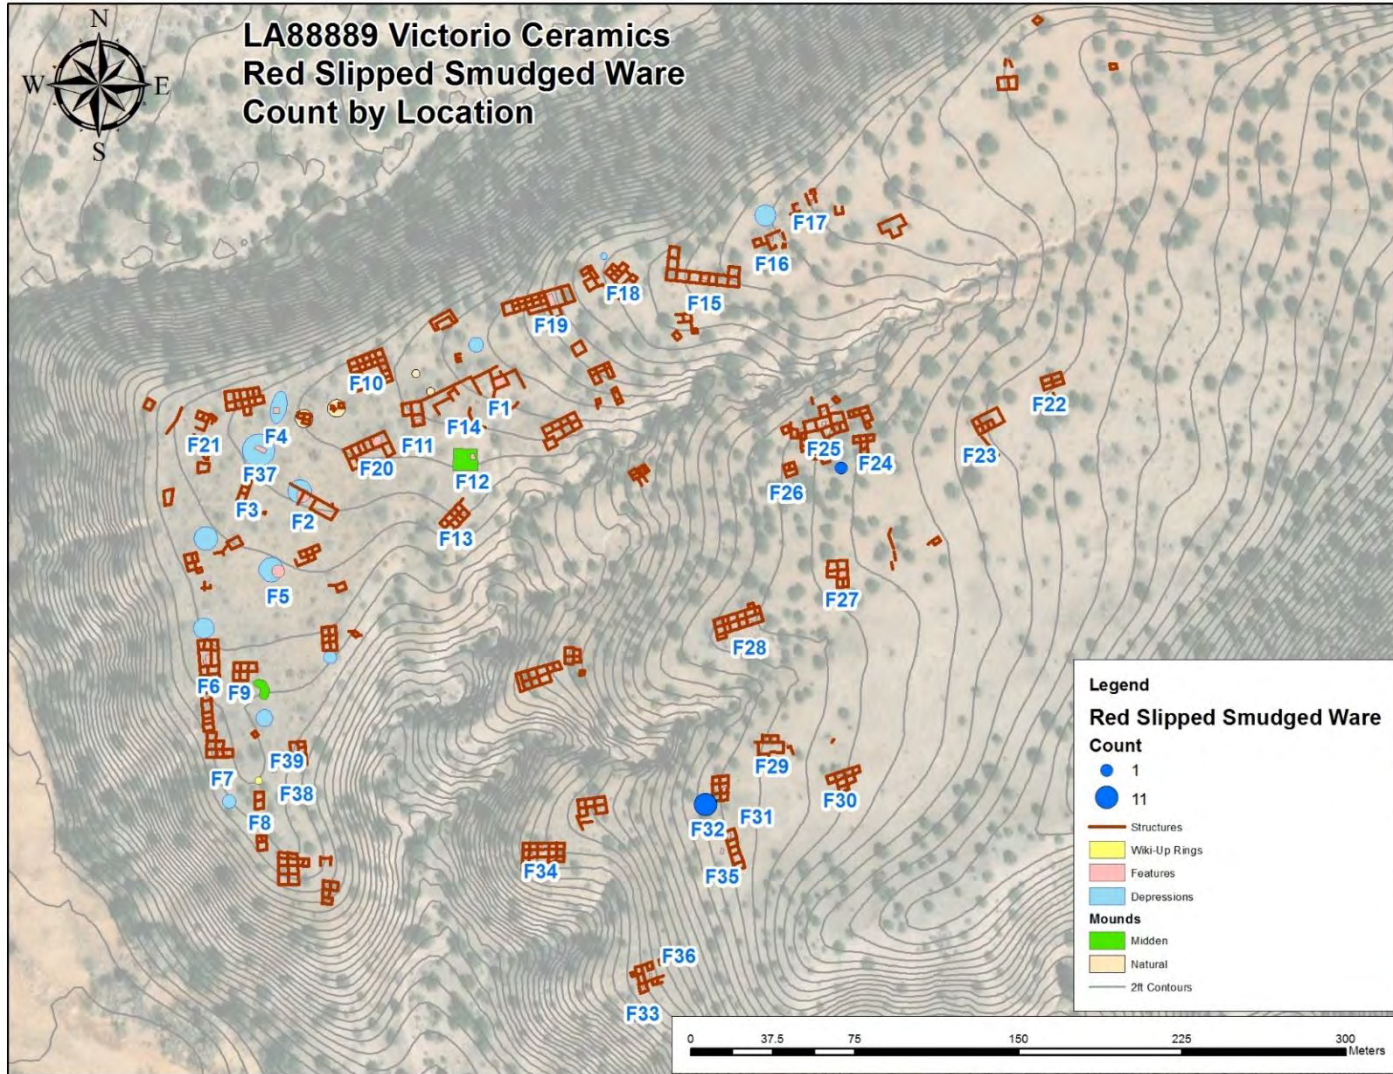 N
W E
S
LA88889 Victorio Ceramics
Red Slipped Smudged Ware
Count by Location
F17
F16
F18
F15
F19
F10
F1
F22
F4
F21
F11
F14
F25
F24
F23
F37
F20
F12
F26
F3
F2
F13
F5
F27
F28
F6
F9
F39
F29
F7
F38
F30
F8
F32
F31
F34
F35
F36
F33
Legend
Red Slipped Smudged Ware
Count
1
11
Structures
Wiki-Up Rings
Features
Depressions
Mounds
Midden
Natural
2ft Contours
0 37.5 75 150 225 300
Meters